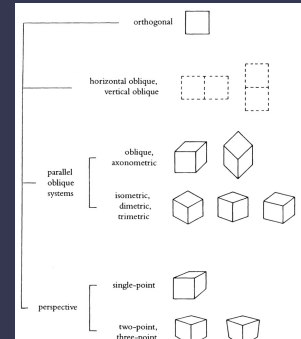 orthogonal
horizontal oblique,
vertical oblique
parallel
oblique
systems
oblique,
axonometric
isometric,
dimetric,
trimetric
perspective
single-point
two-point,
three-point